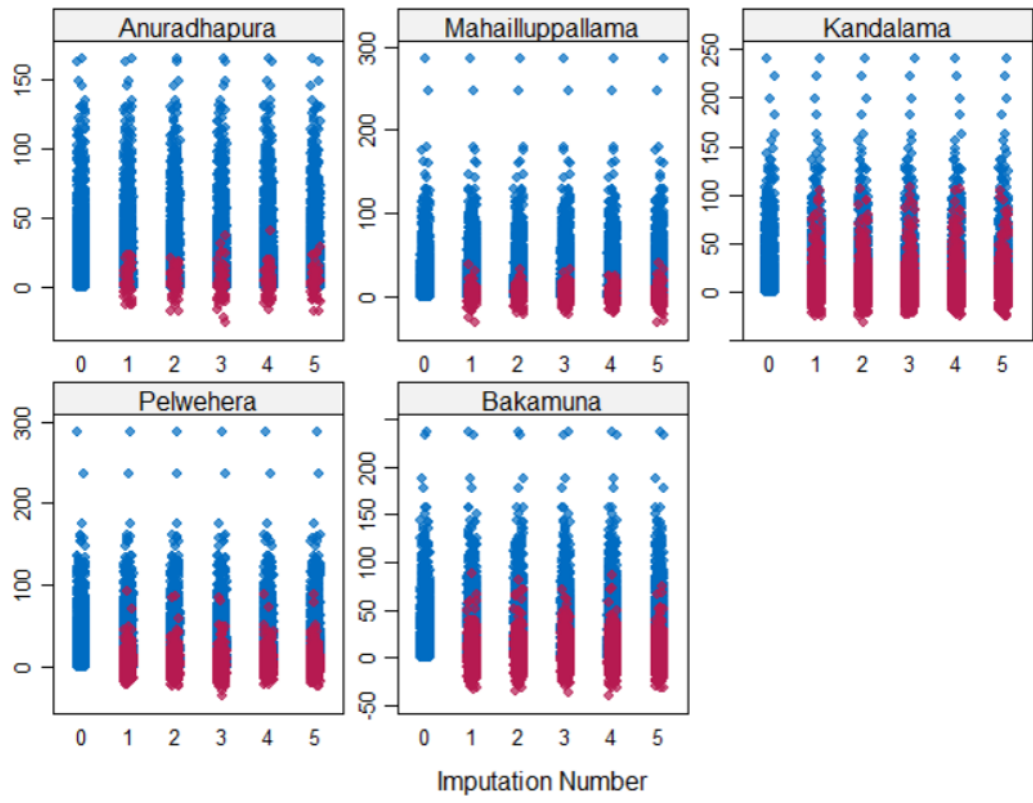 Anuradhapura Mahailluppallama Kandalama
0 50 100 150
0 100 200 300
0 50 100 150 200 250
0 1 2 3 4 5 0 1 2 3 4 5 0 1 2 3 4 5
Pelwehera Bakamuna
0 100 200 300
-50 0 50 100 150 200
0 1 2 3 4 5 0 1 2 3 4 5
Imputation Number